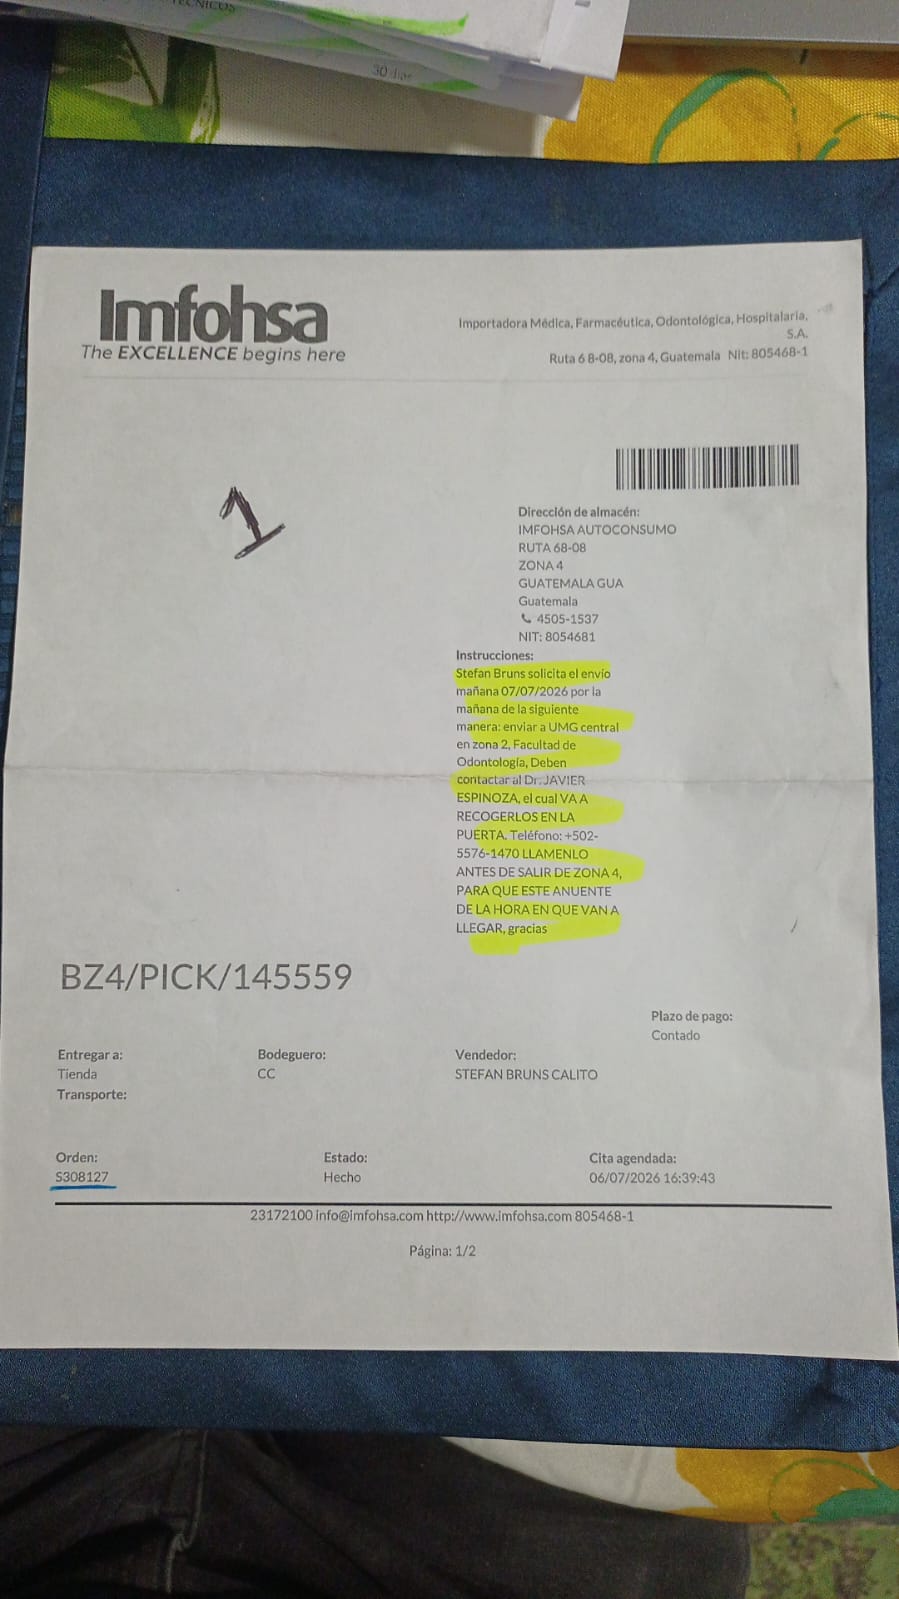 TÉCNICOS
30 días
Imfohsa
The EXCELLENCE begins here
Importadora Médica, Farmacéutica, Odontológica, Hospitalaria,
S.A.
Ruta 6 8-08, zona 4, Guatemala Nit: 805468-1
1
Dirección de almacén:
IMFOHSA AUTOCONSUMO
RUTA 68-08
ZONA 4
GUATEMALA GUA
Guatemala
4505-1537
NIT: 8054681
Instrucciones:
Stefan Bruns solicita el envío
mañana 07/07/2026 por la
mañana de la siguiente
manera: enviar a UMG central
en zona 2, Facultad de
Odontología, Deben
contactar al Dr. JAVIER
ESPINOZA, el cual VA A
RECOGERLOS EN LA
PUERTA. Teléfono: +502-
5576-1470 LLAMENLO
ANTES DE SALIR DE ZONA 4,
PARA QUE ESTE ANUENTE
DE LA HORA EN QUE VAN A
LLEGAR, gracias
BZ4/PICK/145559
Plazo de pago:
Contado
Entregar a: Bodeguero: Vendedor:
Tienda CC STEFAN BRUNS CALITO
Transporte:
Orden: Estado: Cita agendada:
S308127 Hecho 06/07/2026 16:39:43
23172100 info@imfohsa.com http://www.imfohsa.com 805468-1
Página: 1/2